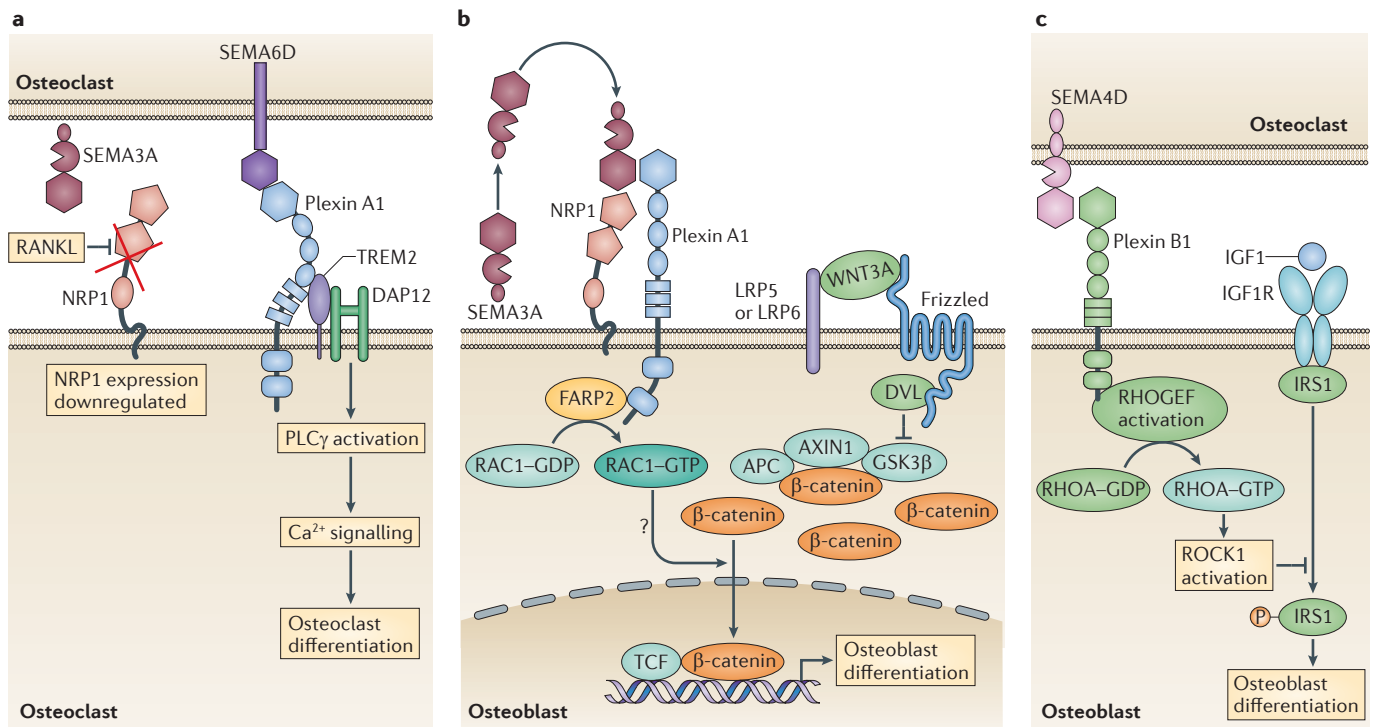 a
SEMA6D
Osteoclast
SEMA3A
Plexin A1
RANKL
TREM2
DAP12
NRP1
NRP1 expression
downregulated
PLCγ activation
Ca²⁺ signalling
Osteoclast
differentiation
Osteoclast
b
NRP1
Plexin A1
SEMA3A
WNT3A
LRP5
or LRP6
Frizzled
FARP2
DVL
RAC1–GDP
RAC1–GTP
APC
AXIN1
GSK3β
β-catenin
β-catenin
β-catenin
β-catenin
?
TCF
β-catenin
Osteoblast
differentiation
Osteoblast
c
SEMA4D
Osteoclast
Plexin B1
IGF1
IGF1R
IRS1
RHOGEF
activation
RHOA–GDP
RHOA–GTP
ROCK1
activation
P
IRS1
Osteoblast
differentiation
Osteoblast